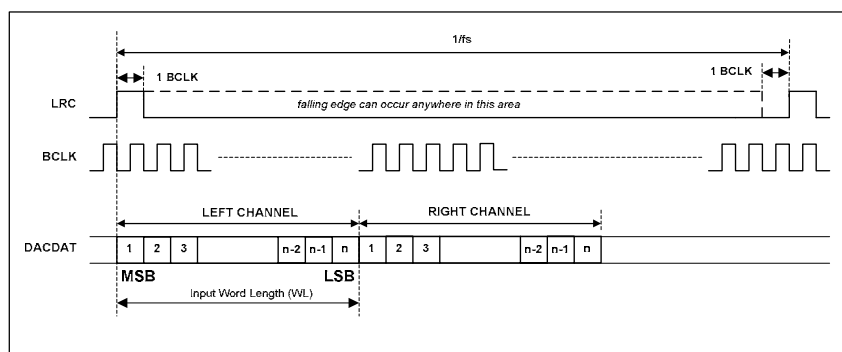 1/fs
1 BCLK
1 BCLK
LRC
falling edge can occur anywhere in this area
BCLK
LEFT CHANNEL
RIGHT CHANNEL
DACDAT
1 2 3 n-2 n-1 n 1 2 3 n-2 n-1 n
MSB
LSB
Input Word Length (WL)